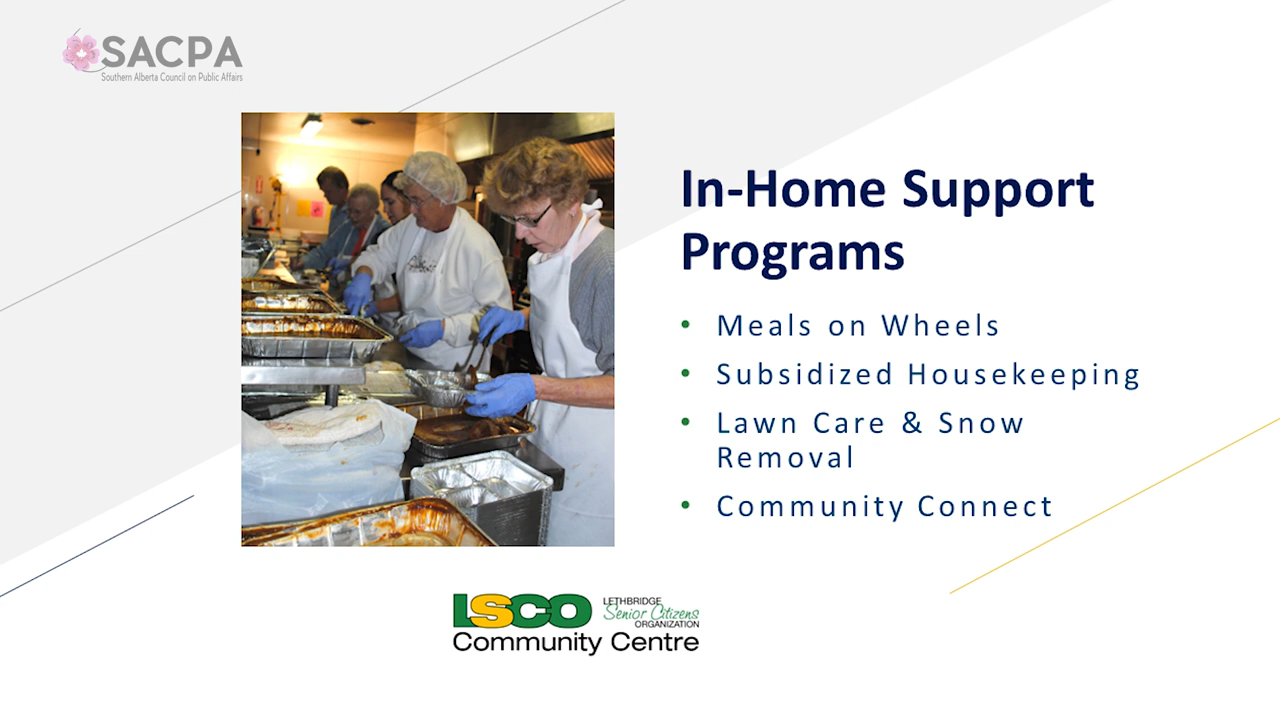 SACPA
Southern Alberta Council on Public Affairs
In-Home Support
Programs
• Meals on Wheels
• Subsidized Housekeeping
• Lawn Care & Snow
Removal
• Community Connect
LSCO
LETHBRIDGE
Senior Citizens
ORGANIZATION
Community Centre